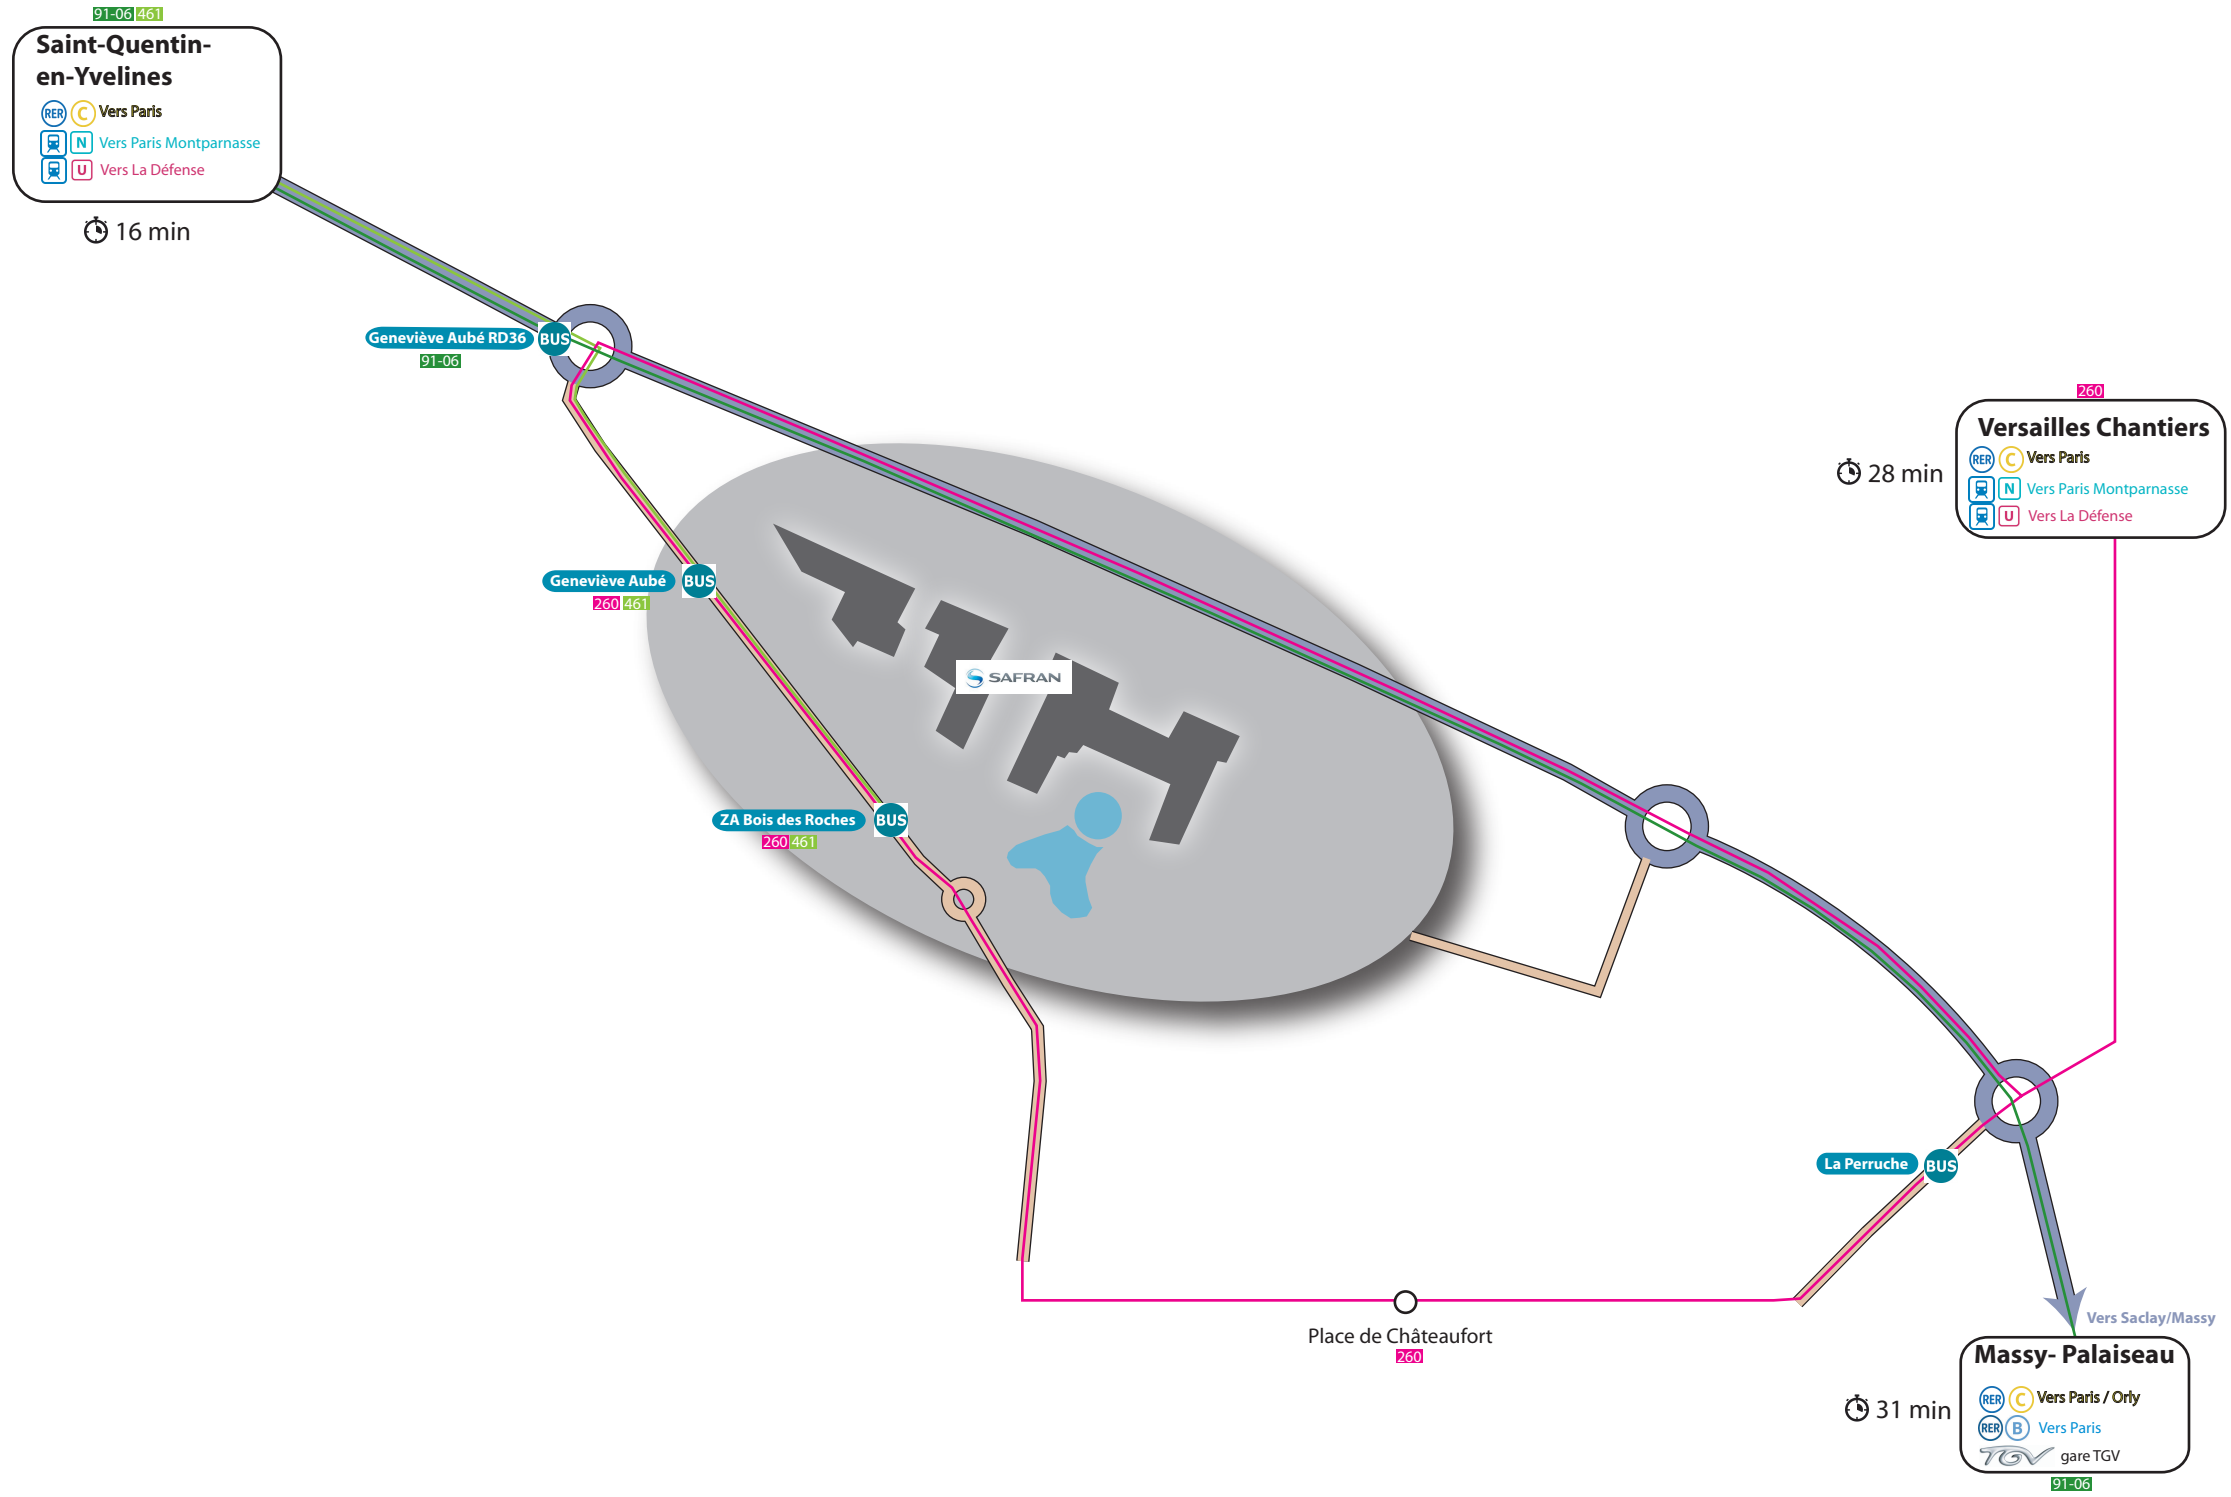 91-06 461
Saint-Quentin-
en-Yvelines
RER C Vers Paris
N Vers Paris Montparnasse
U Vers La Défense
16 min
Geneviève Aubé RD36 BUS
91-06
260
Versailles Chantiers
RER C Vers Paris
N Vers Paris Montparnasse
U Vers La Défense
28 min
Geneviève Aubé BUS
260 461
SAFRAN
ZA Bois des Roches BUS
260 461
La Perruche BUS
Place de Châteaufort
260
Vers Saclay/Massy
Massy- Palaiseau
RER C Vers Paris / Orly
RER B Vers Paris
TGV gare TGV
31 min
91-06